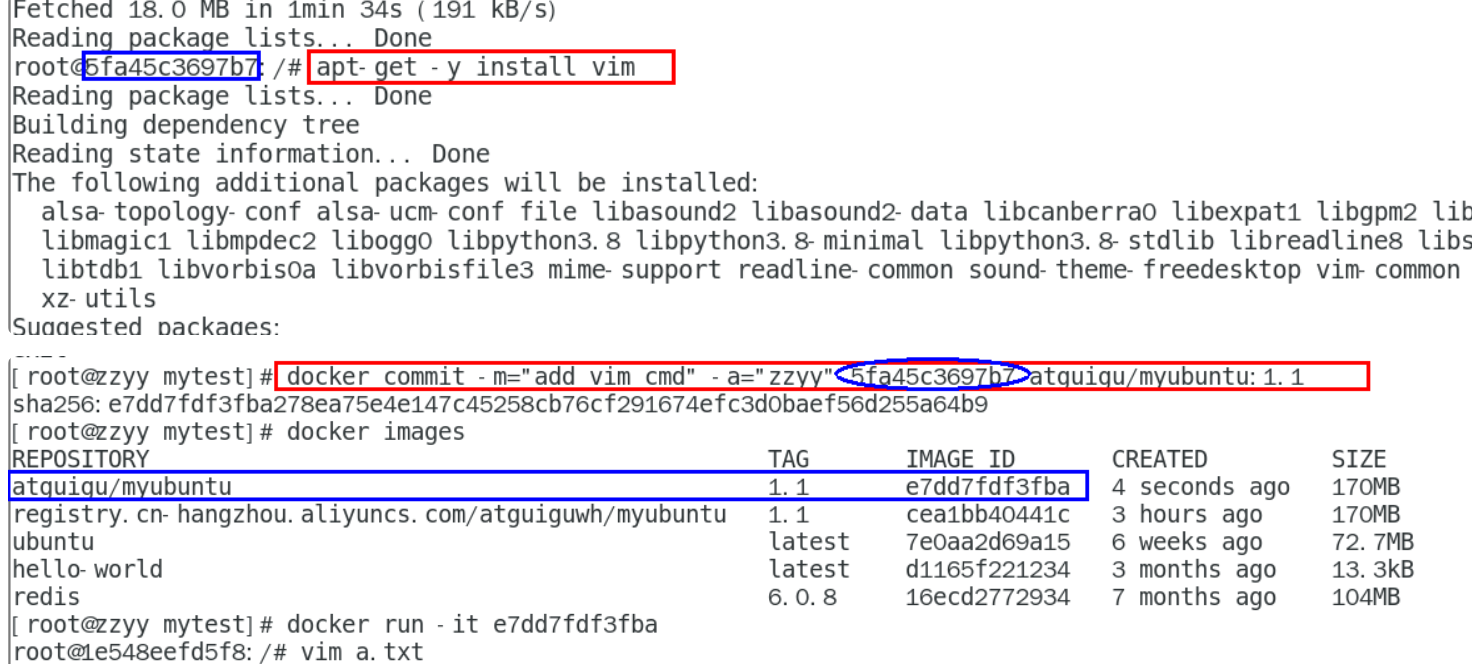 Fetched 18.0 MB in 1min 34s (191 kB/s)
Reading package lists... Done
root@5fa45c3697b7:/# apt-get -y install vim
Reading package lists... Done
Building dependency tree
Reading state information... Done
The following additional packages will be installed:
alsa-topology-conf alsa-ucm-conf file libasound2 libasound2-data libcanberra0 libexpat1 libgpm2 lib
libmagic1 libmpdec2 libogg0 libpython3.8 libpython3.8-minimal libpython3.8-stdlib libreadline8 libs
libtdb1 libvorbis0a libvorbisfile3 mime-support readline-common sound-theme-freedesktop vim-common
xz-utils
Suggested packages:
[root@zzyy mytest]# docker commit -m="add vim cmd" -a="zzyy" 5fa45c3697b7 atguigu/myubuntu:1.1
sha256:e7dd7fdf3fba278ea75e4e147c45258cb76cf291674efc3d0baef56d255a64b9
[root@zzyy mytest]# docker images
REPOSITORY TAG IMAGE ID CREATED SIZE
atguigu/myubuntu 1.1 e7dd7fdf3fba 4 seconds ago 170MB
registry.cn-hangzhou.aliyuncs.com/atguiguwh/myubuntu 1.1 cea1bb40441c 3 hours ago 170MB
ubuntu latest 7e0aa2d69a15 6 weeks ago 72.7MB
hello-world latest d1165f221234 3 months ago 13.3kB
redis 6.0.8 16ecd2772934 7 months ago 104MB
[root@zzyy mytest]# docker run -it e7dd7fdf3fba
root@1e548eefd5f8:/# vim a.txt